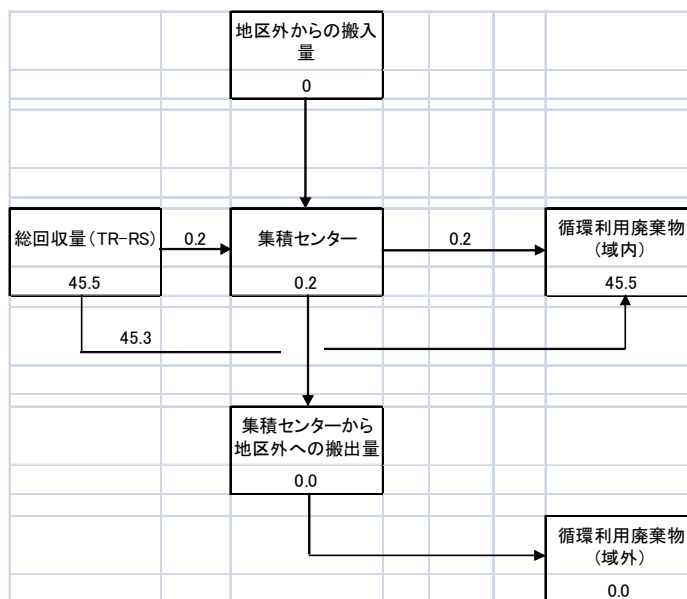 地区外からの搬入
量
0
総回収量(TR-RS)
45.5
0.2
集積センター
0.2
0.2
循環利用廃棄物
(域内)
45.5
45.3
集積センターから
地区外への搬出量
0.0
循環利用廃棄物
(域外)
0.0